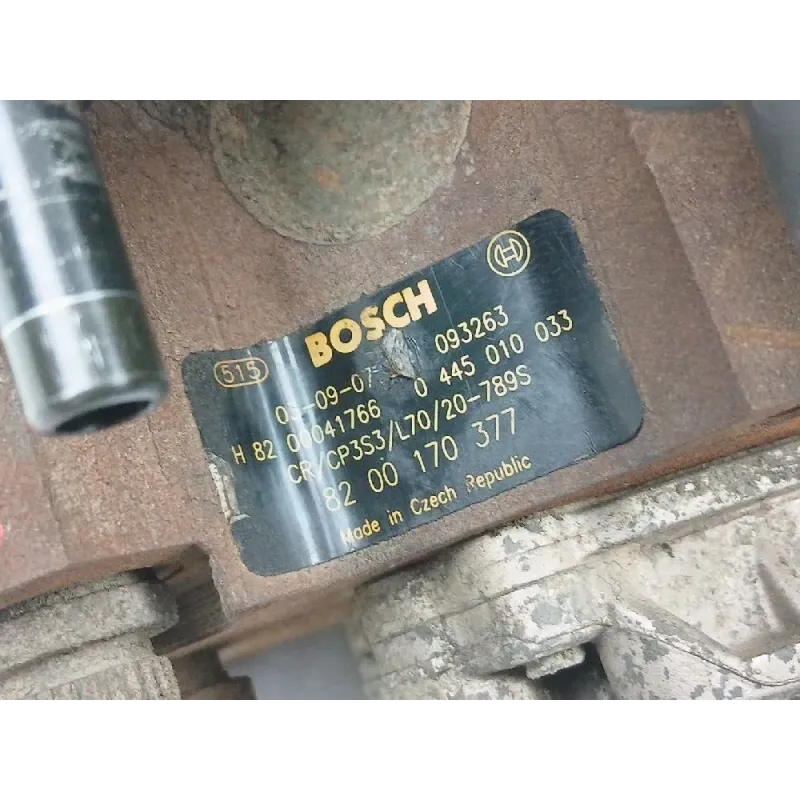 BOSCH
515
09-07
093263
H 82 00041766
0 445 010 033
CR/CP3S3/L70/20-789S
82 00 170 377
Made in Czech Republic